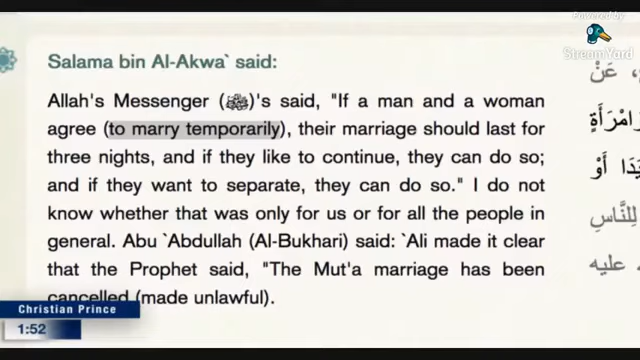 Powered by
StreamYard
Salama bin Al-Akwa` said:
Allah's Messenger (ﷺ)'s said, "If a man and a woman
agree (to marry temporarily), their marriage should last for
three nights, and if they like to continue, they can do so;
and if they want to separate, they can do so." I do not
know whether that was only for us or for all the people in
general. Abu `Abdullah (Al-Bukhari) said: `Ali made it clear
that the Prophet said, "The Mut'a marriage has been
cancelled (made unlawful).
عَنْ
امْرَأَةٍ
أَوْ
لِلنَّاسِ
عليه
Christian Prince
1:52